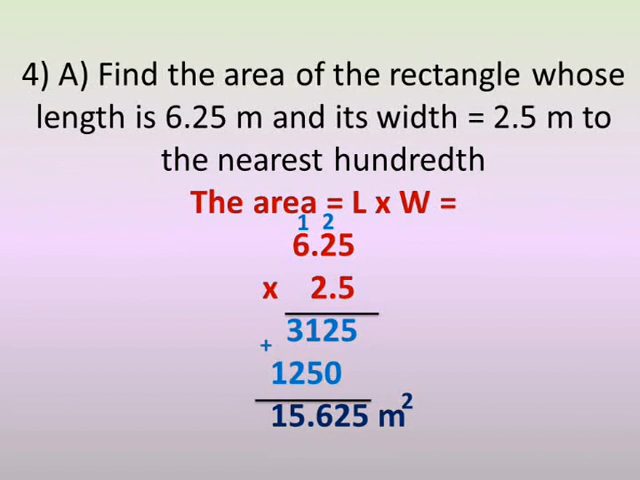 4) A) Find the area of the rectangle whose
length is 6.25 m and its width = 2.5 m to
the nearest hundredth
The area = L x W =
1 2
6.25
x 2.5
3125
+
1250
15.625 m²